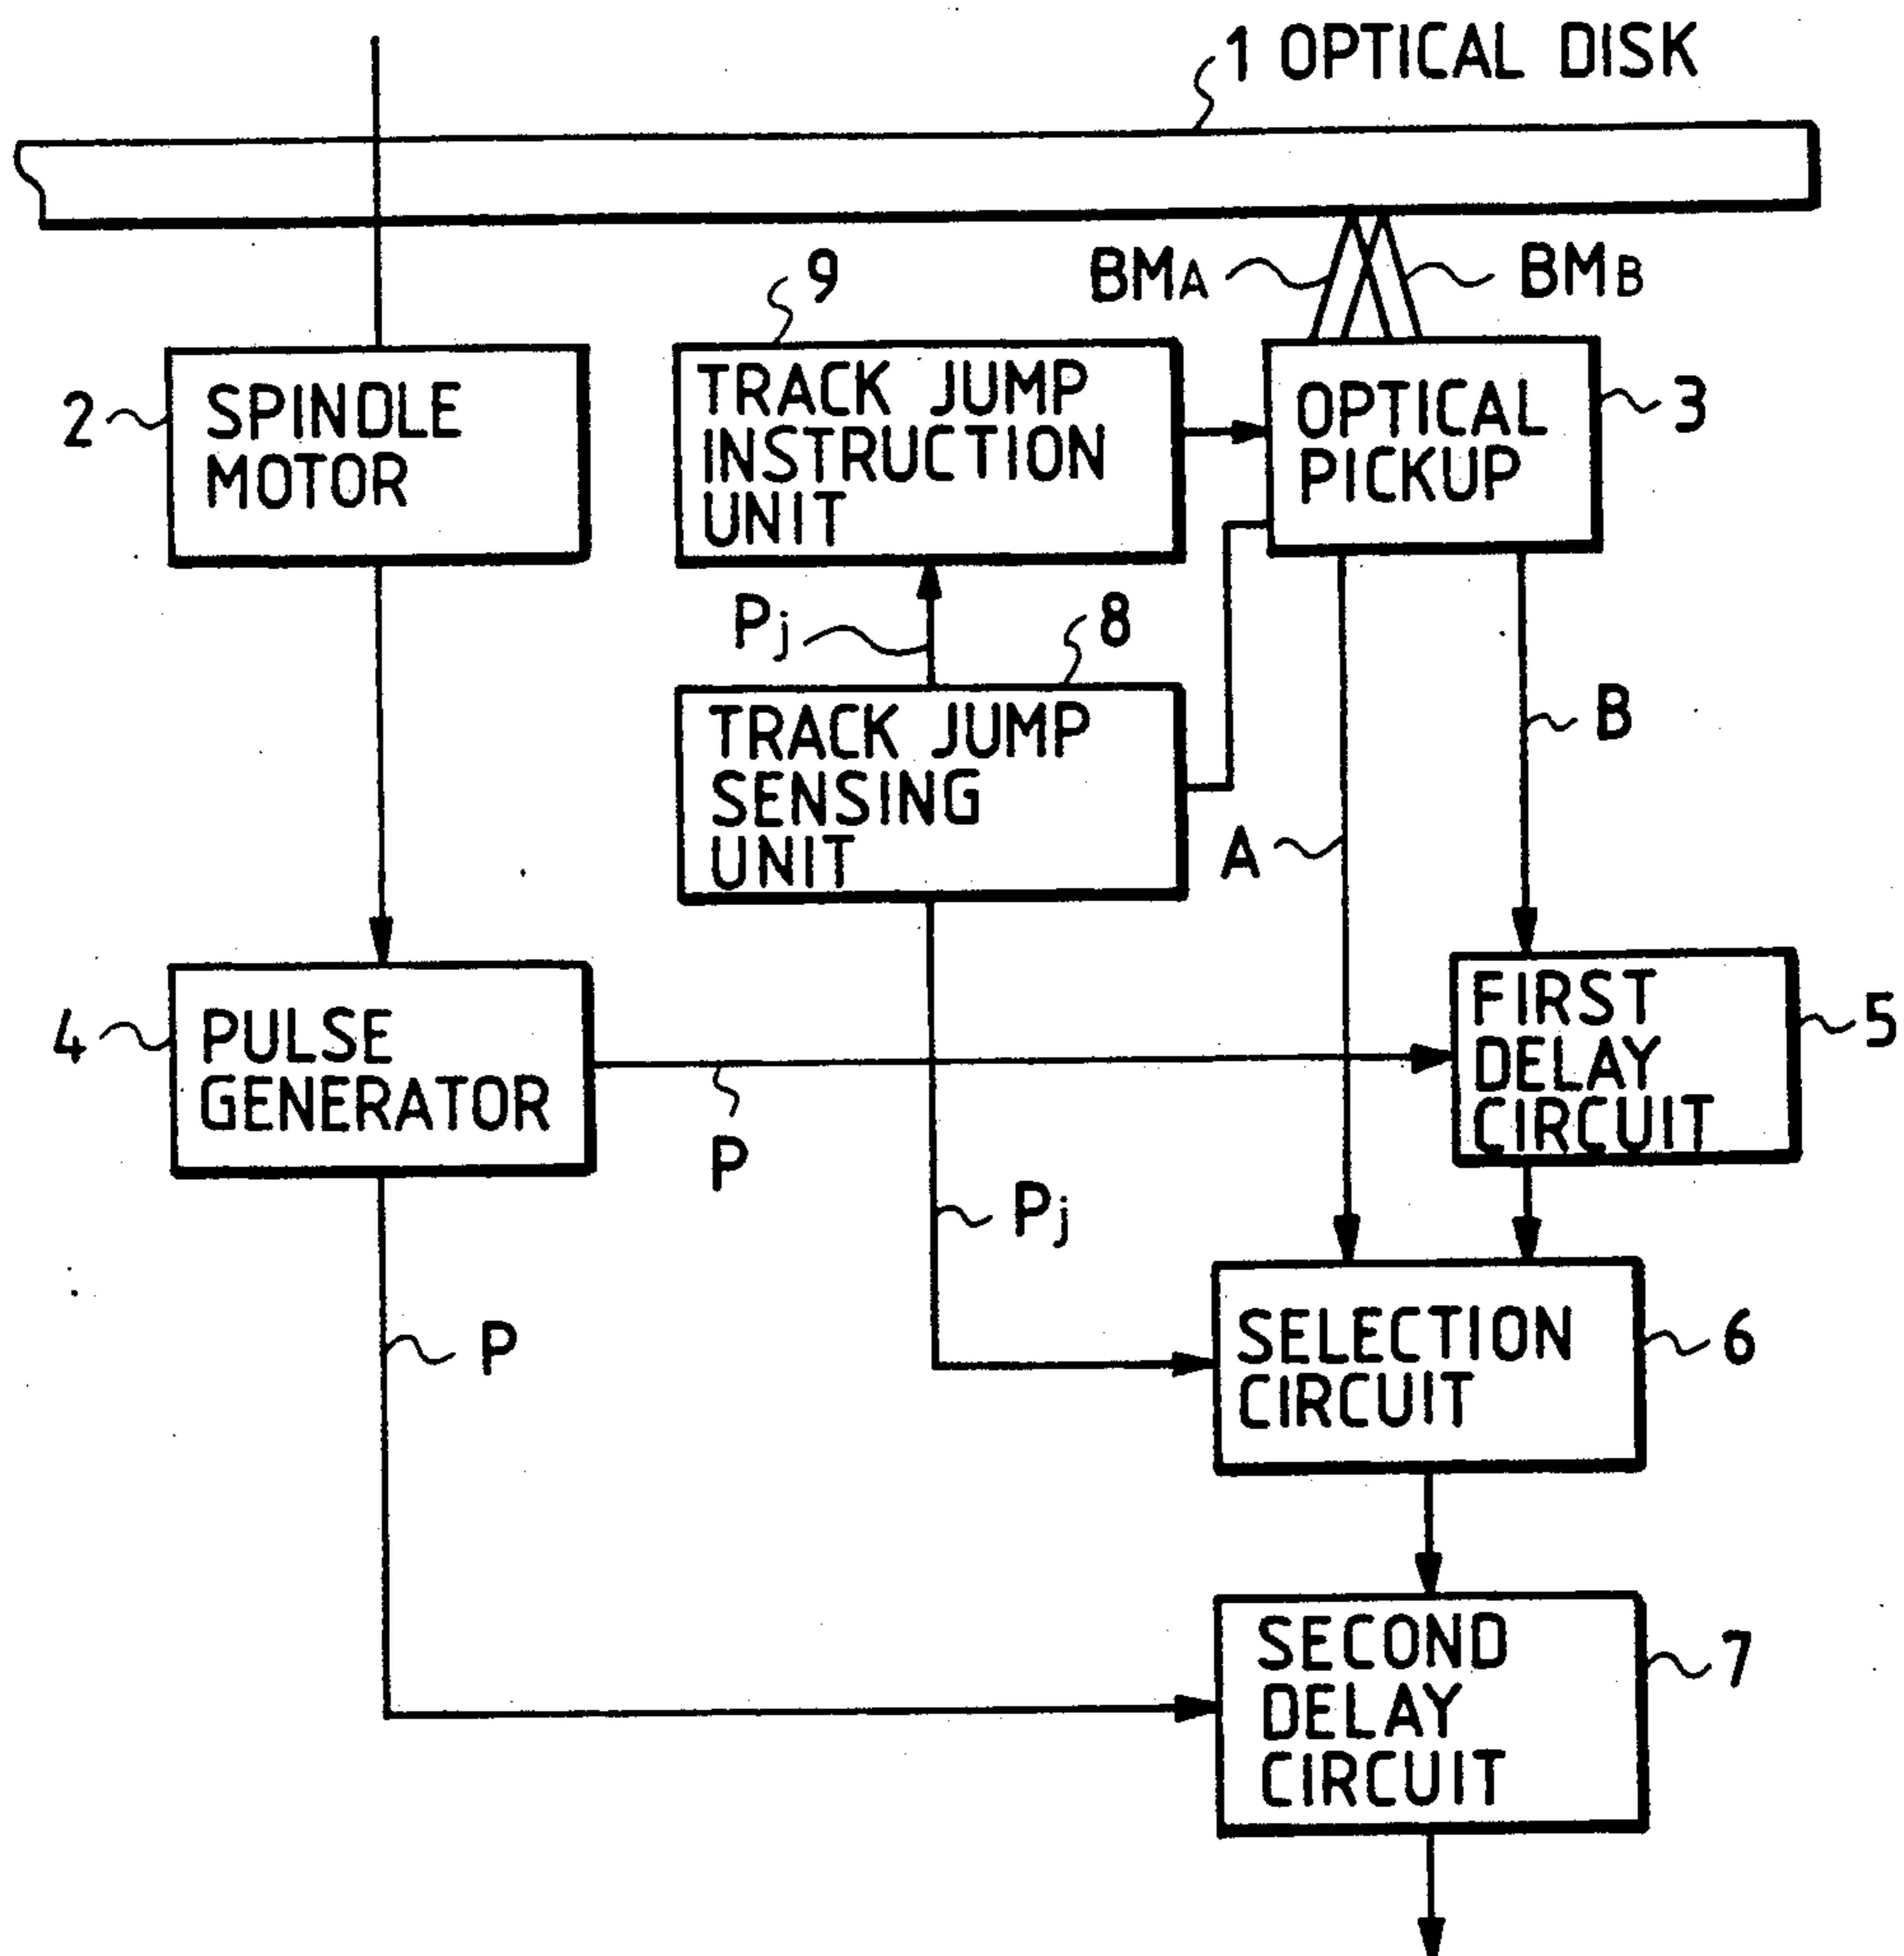 1 OPTICAL DISK
BMA
BMB
9
2
SPINDLE
MOTOR
TRACK JUMP
INSTRUCTION
UNIT
OPTICAL
PICKUP
3
Pj
8
TRACK JUMP
SENSING
UNIT
B
A
4
PULSE
GENERATOR
P
FIRST
DELAY
CIRCUIT
5
Pj
P
SELECTION
CIRCUIT
6
SECOND
DELAY
CIRCUIT
7